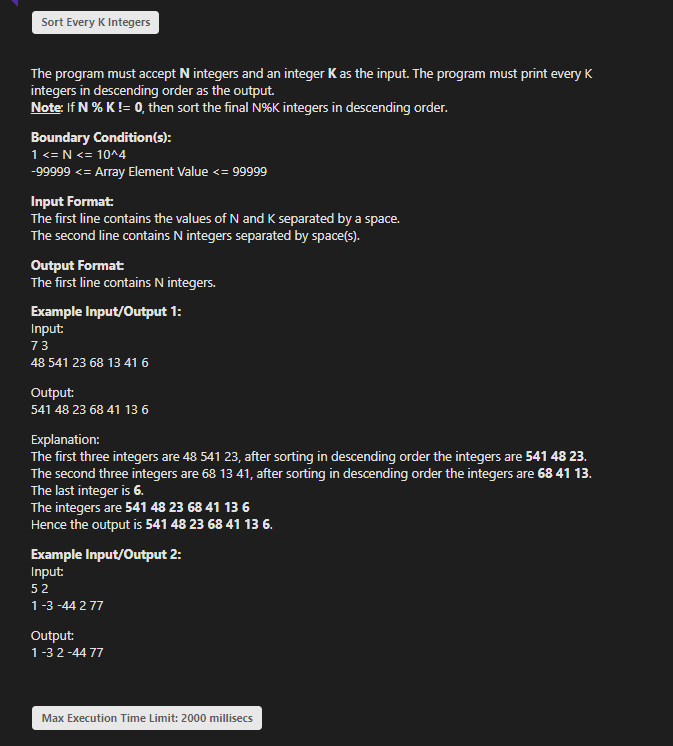 Sort Every K Integers
The program must accept N integers and an integer K as the input. The program must print every K
integers in descending order as the output.
Note: If N % K != 0, then sort the final N%K integers in descending order.
Boundary Condition(s):
1 <= N <= 10^4
-99999 <= Array Element Value <= 99999
Input Format:
The first line contains the values of N and K separated by a space.
The second line contains N integers separated by space(s).
Output Format:
The first line contains N integers.
Example Input/Output 1:
Input:
7 3
48 541 23 68 13 41 6
Output:
541 48 23 68 41 13 6
Explanation:
The first three integers are 48 541 23, after sorting in descending order the integers are 541 48 23.
The second three integers are 68 13 41, after sorting in descending order the integers are 68 41 13.
The last integer is 6.
The integers are 541 48 23 68 41 13 6
Hence the output is 541 48 23 68 41 13 6.
Example Input/Output 2:
Input:
5 2
1 -3 -44 2 77
Output:
1 -3 2 -44 77
Max Execution Time Limit: 2000 millisecs